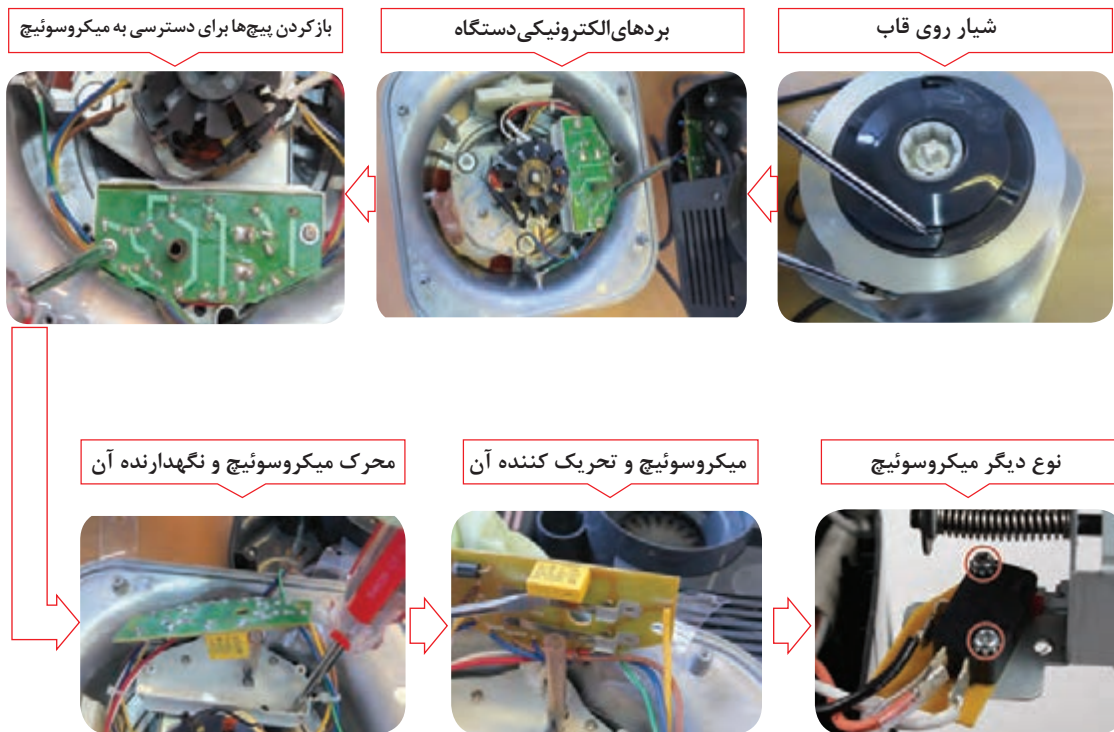 شیار روی قاب
بردهای الکترونیکی دستگاه
بازکردن پیچ‌ها برای دسترسی به میکروسوئیچ
محرک میکروسوئیچ و نگهدارنده آن
میکروسوئیچ و تحریک کننده آن
نوع دیگر میکروسوئیچ